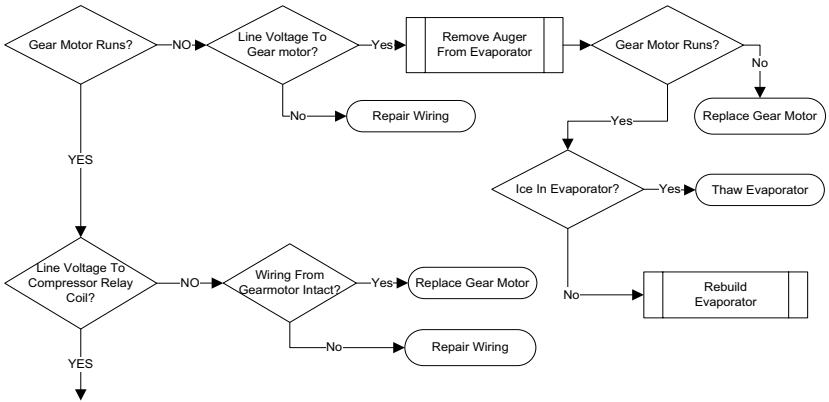 Gear Motor Runs?
NO
Line Voltage To
Gear motor?
Yes
Remove Auger
From Evaporator
Gear Motor Runs?
No
Replace Gear Motor
No
Repair Wiring
Yes
YES
Ice In Evaporator?
Yes
Thaw Evaporator
Line Voltage To
Compressor Relay
Coil?
NO
Wiring From
Gearmotor Intact?
Yes
Replace Gear Motor
No
Rebuild
Evaporator
No
Repair Wiring
YES